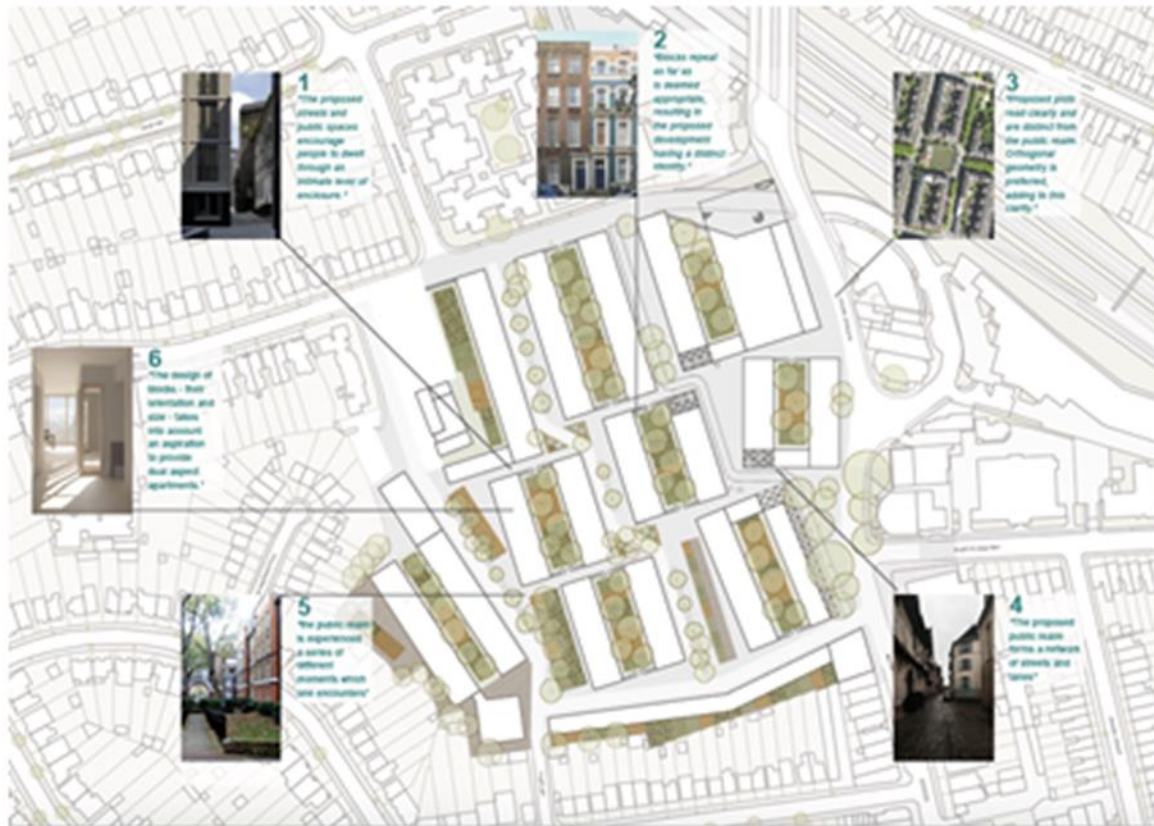 1
"The proposed
streets and
public spaces
encourage
people to dwell
through an
intimate level of
enclosure."
2
"Blocks repeat
as far as
is deemed
appropriate,
resulting in
the proposed
development
having a distinct
identity."
3
"Proposed plots
read clearly and
are distinct from
the public realm.
Orthogonal
geometry is
preferred,
adding to this
clarity."
6
"The design of
blocks - their
orientation and
size - takes
into account
an aspiration
to provide
dual aspect
apartments."
5
"the public realm
is experienced
a series of
different
moments which
one encounters"
4
"The proposed
public realm
forms a network
of streets and
lanes"